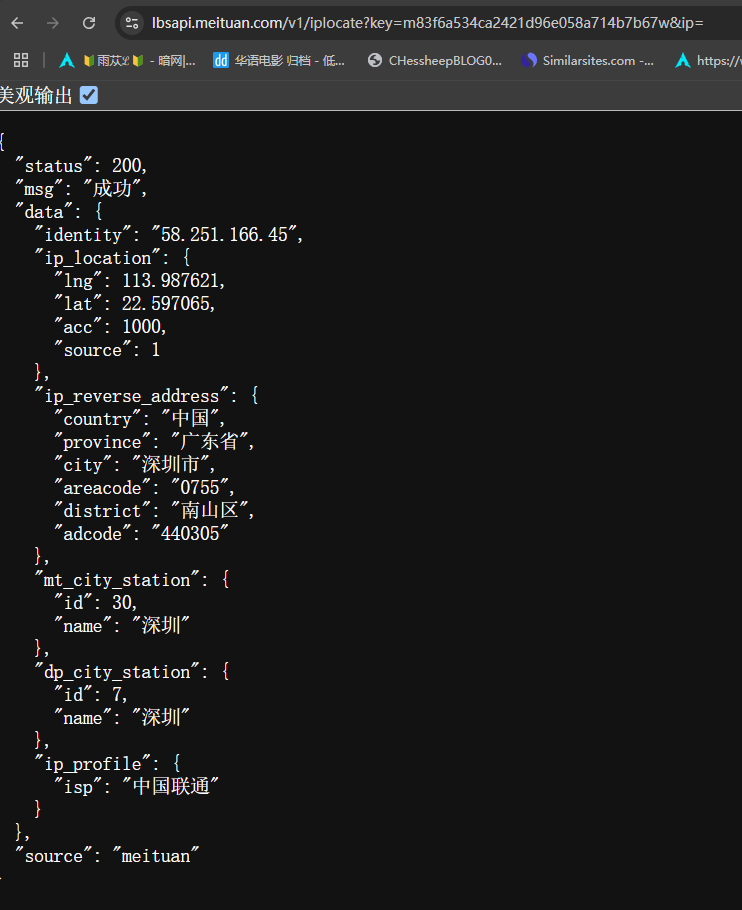 lbsapi.meituan.com/v1/iplocate?key=m83f6a534ca2421d96e058a714b7b67w&ip=
🔰雨苁ℒ🔰 - 暗网|...
dd 华语电影 归档 - 低...
CHessheepBLOG0...
Similarsites.com -...
https://w
美观输出
{
"status": 200,
"msg": "成功",
"data": {
"identity": "58.251.166.45",
"ip_location": {
"lng": 113.987621,
"lat": 22.597065,
"acc": 1000,
"source": 1
},
"ip_reverse_address": {
"country": "中国",
"province": "广东省",
"city": "深圳市",
"areacode": "0755",
"district": "南山区",
"adcode": "440305"
},
"mt_city_station": {
"id": 30,
"name": "深圳"
},
"dp_city_station": {
"id": 7,
"name": "深圳"
},
"ip_profile": {
"isp": "中国联通"
}
},
"source": "meituan"